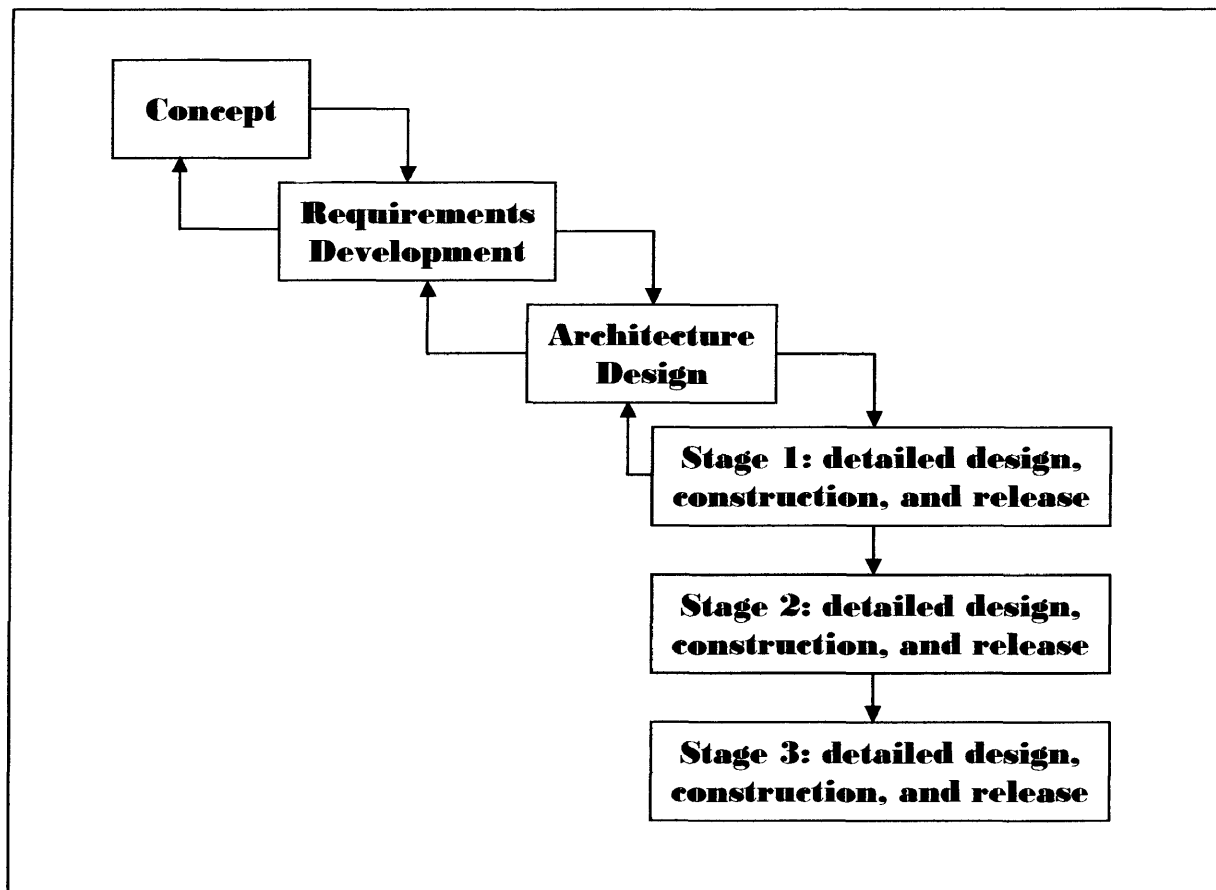 Concept
Requirements
Development
Architecture
Design
Stage 1: detailed design,
construction, and release
Stage 2: detailed design,
construction, and release
Stage 3: detailed design,
construction, and release